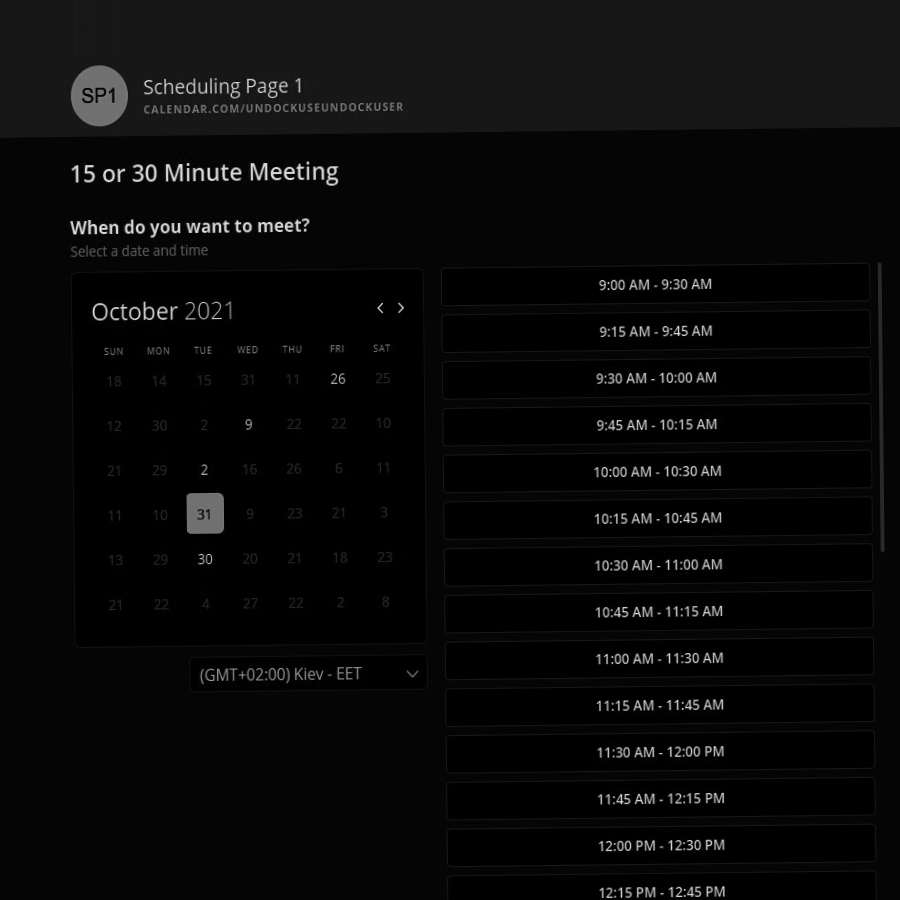 SP1
Scheduling Page 1
CALENDAR.COM/UNDOCKUSEUNDOCKUSER
15 or 30 Minute Meeting
When do you want to meet?
Select a date and time
October 2021
SUN MON TUE WED THU FRI SAT
18 14 15 31 11 26 25
12 30 2 9 22 22 10
21 29 2 16 26 6 11
11 10 31 9 23 21 3
13 29 30 20 21 18 23
21 22 4 27 22 2 8
(GMT+02:00) Kiev - EET
9:00 AM - 9:30 AM
9:15 AM - 9:45 AM
9:30 AM - 10:00 AM
9:45 AM - 10:15 AM
10:00 AM - 10:30 AM
10:15 AM - 10:45 AM
10:30 AM - 11:00 AM
10:45 AM - 11:15 AM
11:00 AM - 11:30 AM
11:15 AM - 11:45 AM
11:30 AM - 12:00 PM
11:45 AM - 12:15 PM
12:00 PM - 12:30 PM
12:15 PM - 12:45 PM